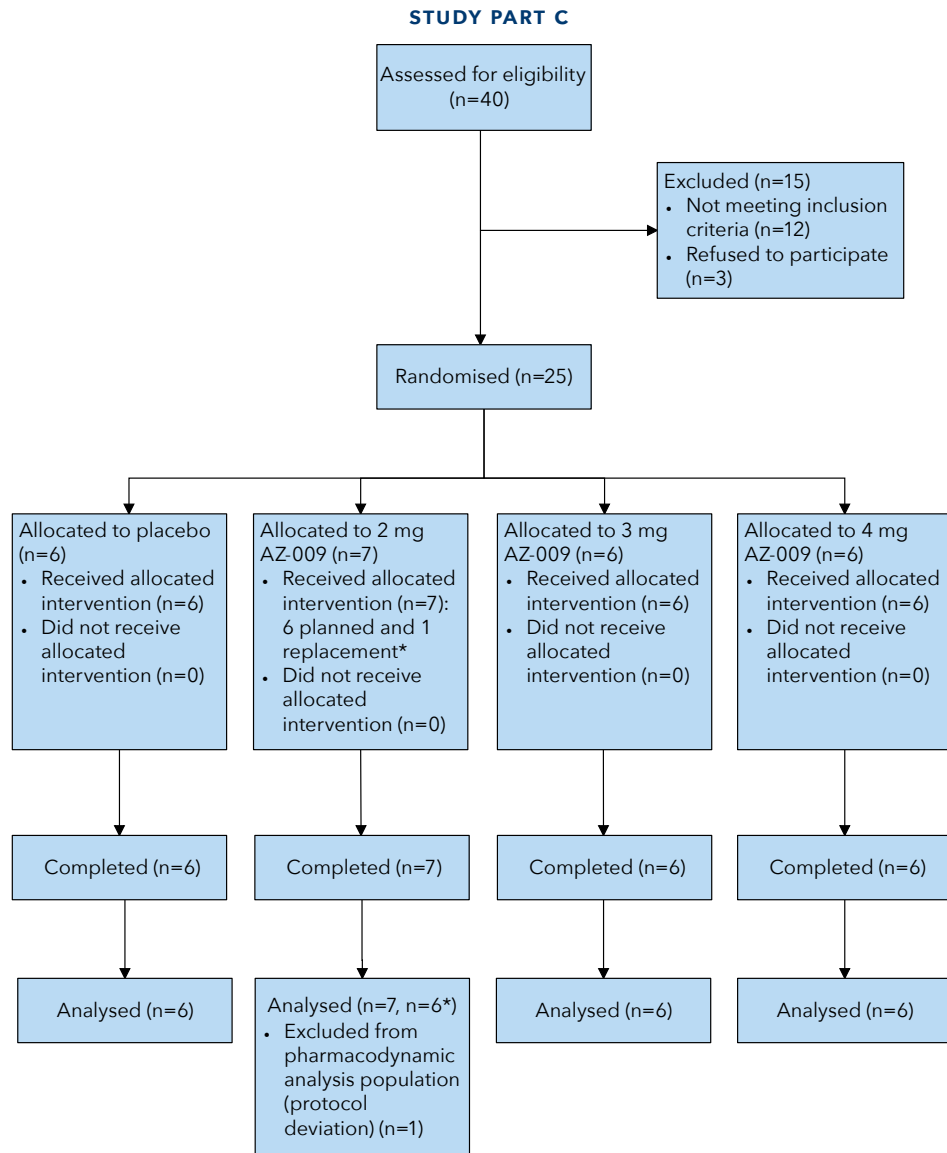 STUDY PART C
Assessed for eligibility
(n=40)
Excluded (n=15)
• Not meeting inclusion
criteria (n=12)
• Refused to participate
(n=3)
Randomised (n=25)
Allocated to placebo
(n=6)
• Received allocated
intervention (n=6)
• Did not receive
allocated
intervention (n=0)
Allocated to 2 mg
AZ-009 (n=7)
• Received allocated
intervention (n=7):
6 planned and 1
replacement*
• Did not receive
allocated
intervention (n=0)
Allocated to 3 mg
AZ-009 (n=6)
• Received allocated
intervention (n=6)
• Did not receive
allocated
intervention (n=0)
Allocated to 4 mg
AZ-009 (n=6)
• Received allocated
intervention (n=6)
• Did not receive
allocated
intervention (n=0)
Completed (n=6)
Completed (n=7)
Completed (n=6)
Completed (n=6)
Analysed (n=6)
Analysed (n=7, n=6*)
• Excluded from
pharmacodynamic
analysis population
(protocol
deviation) (n=1)
Analysed (n=6)
Analysed (n=6)